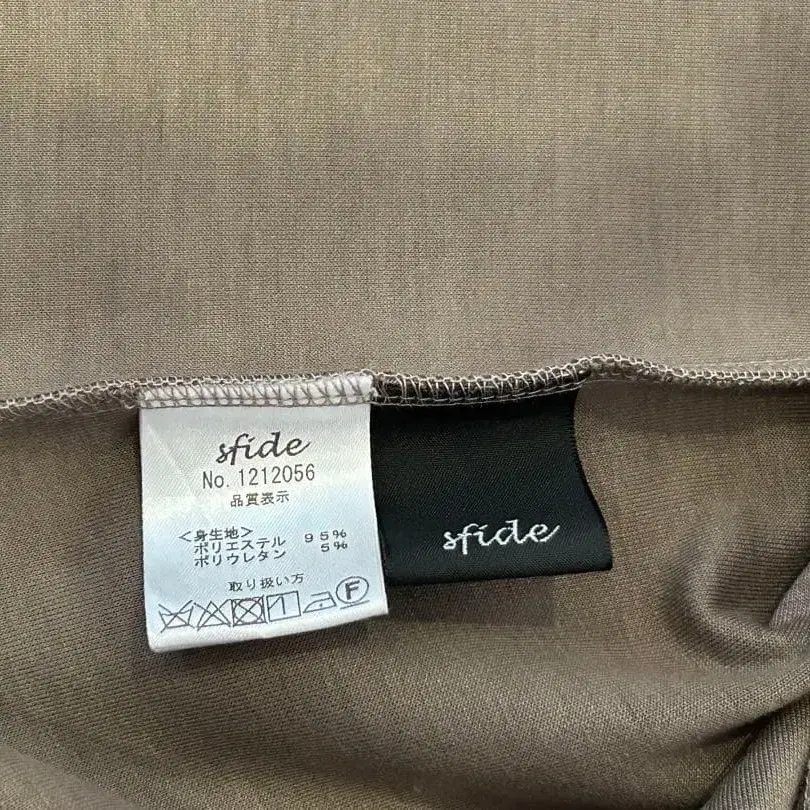 sfide
No. 1212056
品質表示
<身生地>
ポリエステル 95%
ポリウレタン 5%
取り扱い方
F
sfide